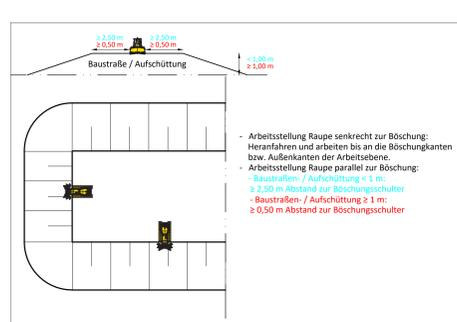 ≥ 2,50 m ≥ 2,50 m
≥ 0,50 m ≥ 0,50 m
< 1,00 m
≥ 1,00 m
Baustraße / Aufschüttung
- Arbeitsstellung Raupe senkrecht zur Böschung:
Heranfahren und arbeiten bis an die Böschungkanten
bzw. Außenkanten der Arbeitsebene.
- Arbeitsstellung Raupe parallel zur Böschung:
- Baustraßen- / Aufschüttung < 1 m:
≥ 2,50 m Abstand zur Böschungsschulter
- Baustraßen- / Aufschüttung ≥ 1 m:
≥ 0,50 m Abstand zur Böschungsschulter